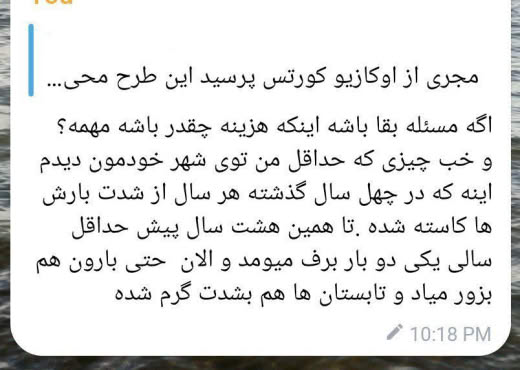 You
مجری از اوکازیو کورتس پرسید این طرح محی...
اگه مسئله بقا باشه اینکه هزینه چقدر باشه مهمه؟
و خب چیزی که حداقل من توی شهر خودمون دیدم
اینه که در چهل سال گذشته هر سال از شدت بارش
ها کاسته شده .تا همین هشت سال پیش حداقل
سالی یکی دو بار برف میومد و الان حتی بارون هم
بزور میاد و تابستان ها هم بشدت گرم شده
10:18 PM